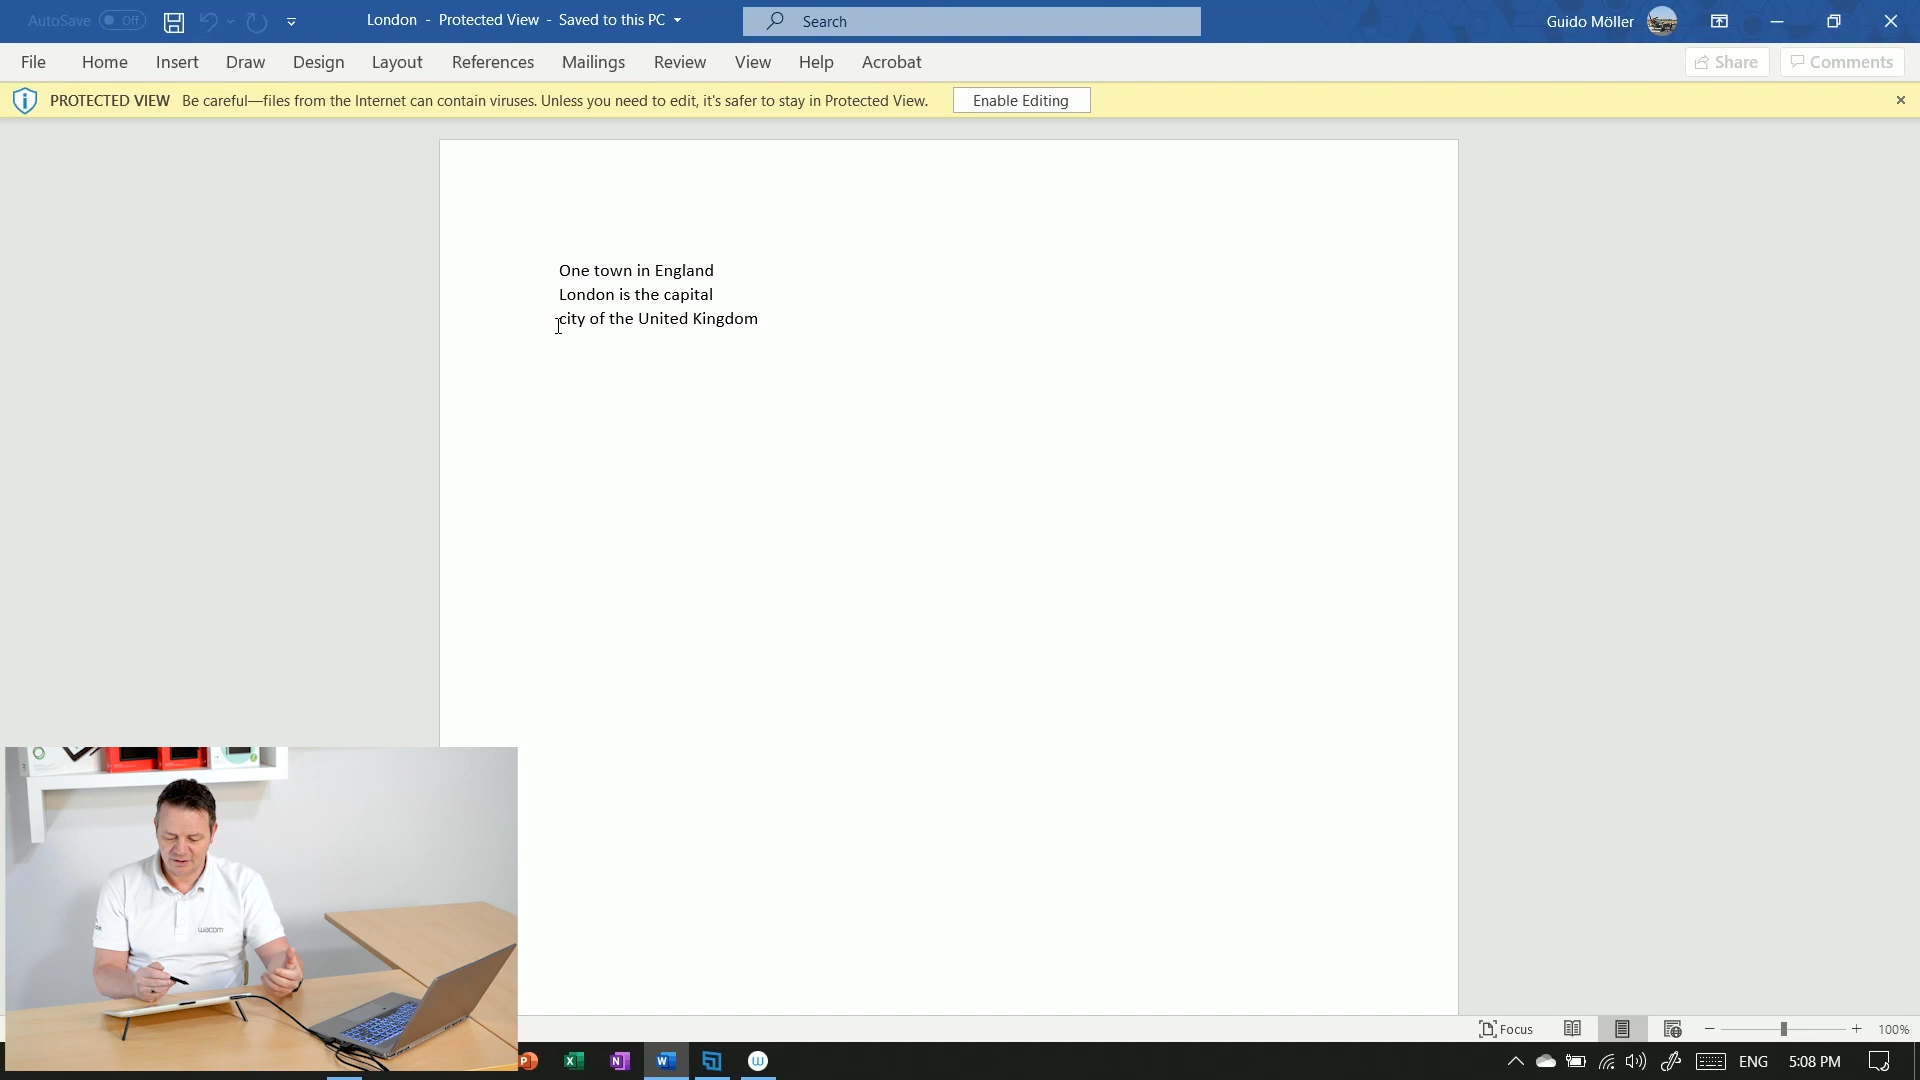 AutoSave Off London - Protected View - Saved to this PC Search Guido Möller
File Home Insert Draw Design Layout References Mailings Review View Help Acrobat Share Comments
PROTECTED VIEW Be careful—files from the Internet can contain viruses. Unless you need to edit, it's safer to stay in Protected View. Enable Editing
One town in England
London is the capital
city of the United Kingdom
wacom
Focus 100%
ENG 5:08 PM